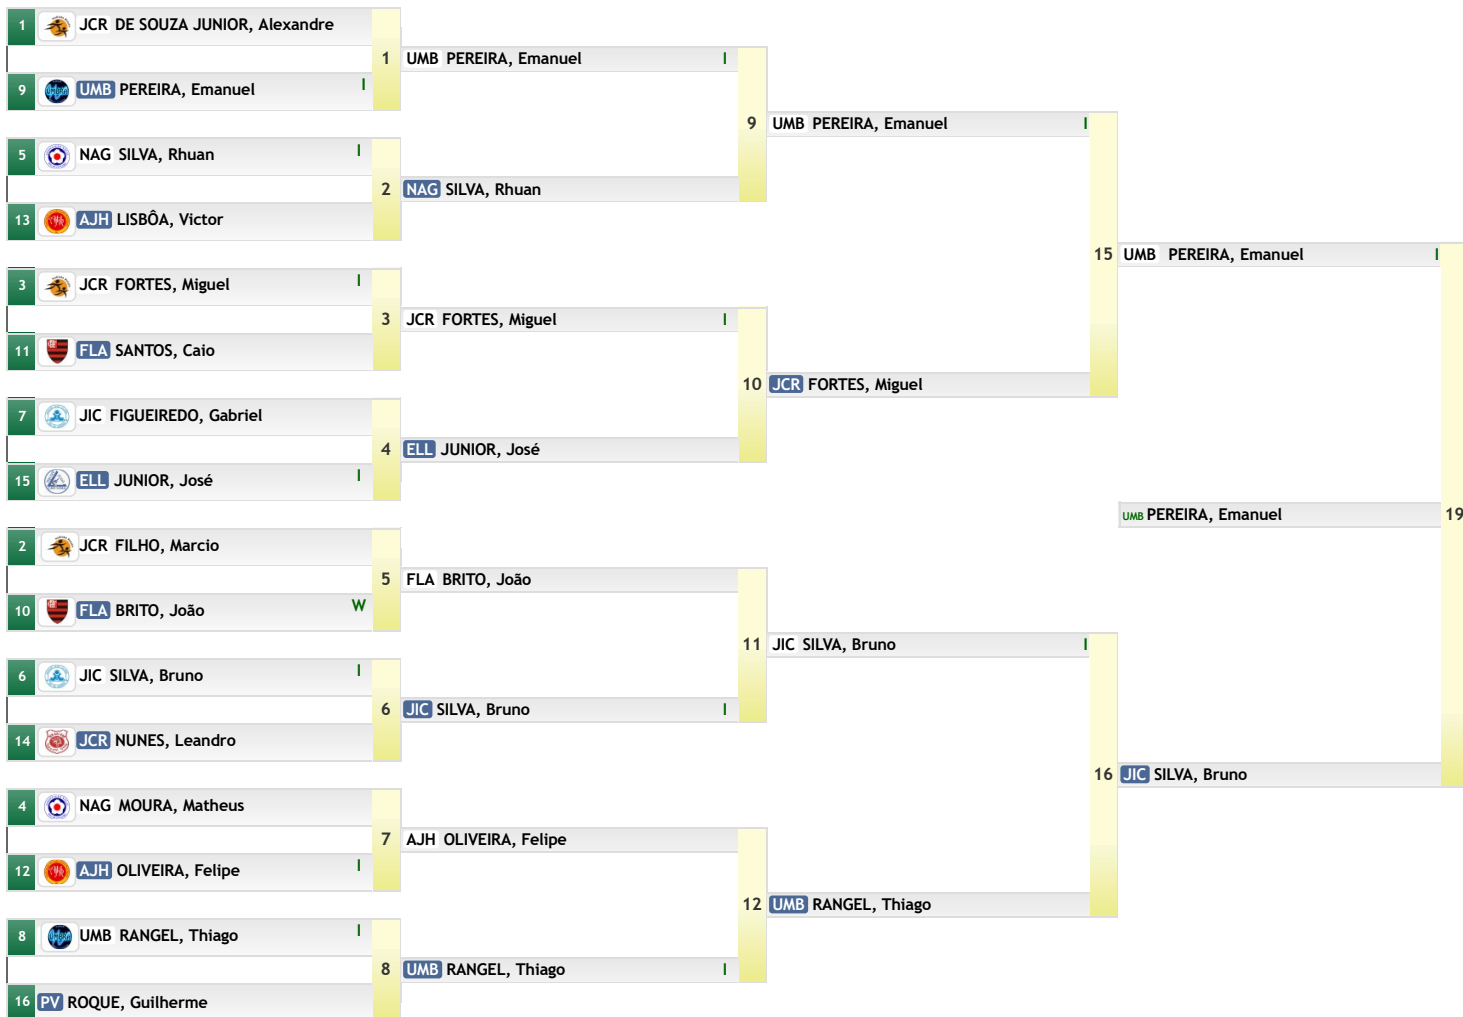 1 JCR DE SOUZA JUNIOR, Alexandre
1 UMB PEREIRA, Emanuel I
9 UMB PEREIRA, Emanuel I
9 UMB PEREIRA, Emanuel I
5 NAG SILVA, Rhuan I
2 NAG SILVA, Rhuan
13 AJH LISBÔA, Victor
15 UMB PEREIRA, Emanuel I
3 JCR FORTES, Miguel I
3 JCR FORTES, Miguel I
11 FLA SANTOS, Caio
10 JCR FORTES, Miguel
7 JIC FIGUEIREDO, Gabriel
4 ELL JUNIOR, José
15 ELL JUNIOR, José I
UMB PEREIRA, Emanuel 19
2 JCR FILHO, Marcio
5 FLA BRITO, João
10 FLA BRITO, João W
11 JIC SILVA, Bruno I
6 JIC SILVA, Bruno I
6 JIC SILVA, Bruno I
14 JCR NUNES, Leandro
16 JIC SILVA, Bruno
4 NAG MOURA, Matheus
7 AJH OLIVEIRA, Felipe
12 AJH OLIVEIRA, Felipe I
12 UMB RANGEL, Thiago
8 UMB RANGEL, Thiago I
8 UMB RANGEL, Thiago I
16 PV ROQUE, Guilherme